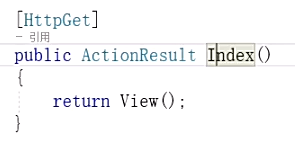 [HttpGet]
- 引用
public ActionResult Index()
{
return View();
}